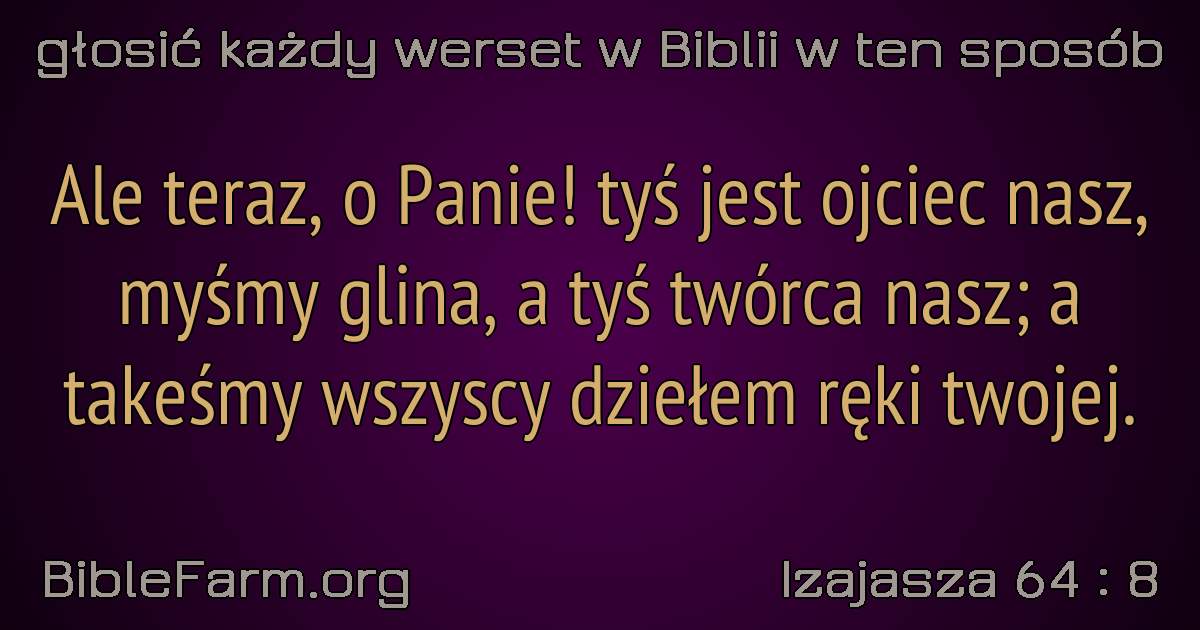 głosić każdy werset w Biblii w ten sposób
Ale teraz, o Panie! tyś jest ojciec nasz,
myśmy glina, a tyś twórca nasz; a
takeśmy wszyscy dziełem ręki twojej.
BibleFarm.org
Izajasza 64 : 8